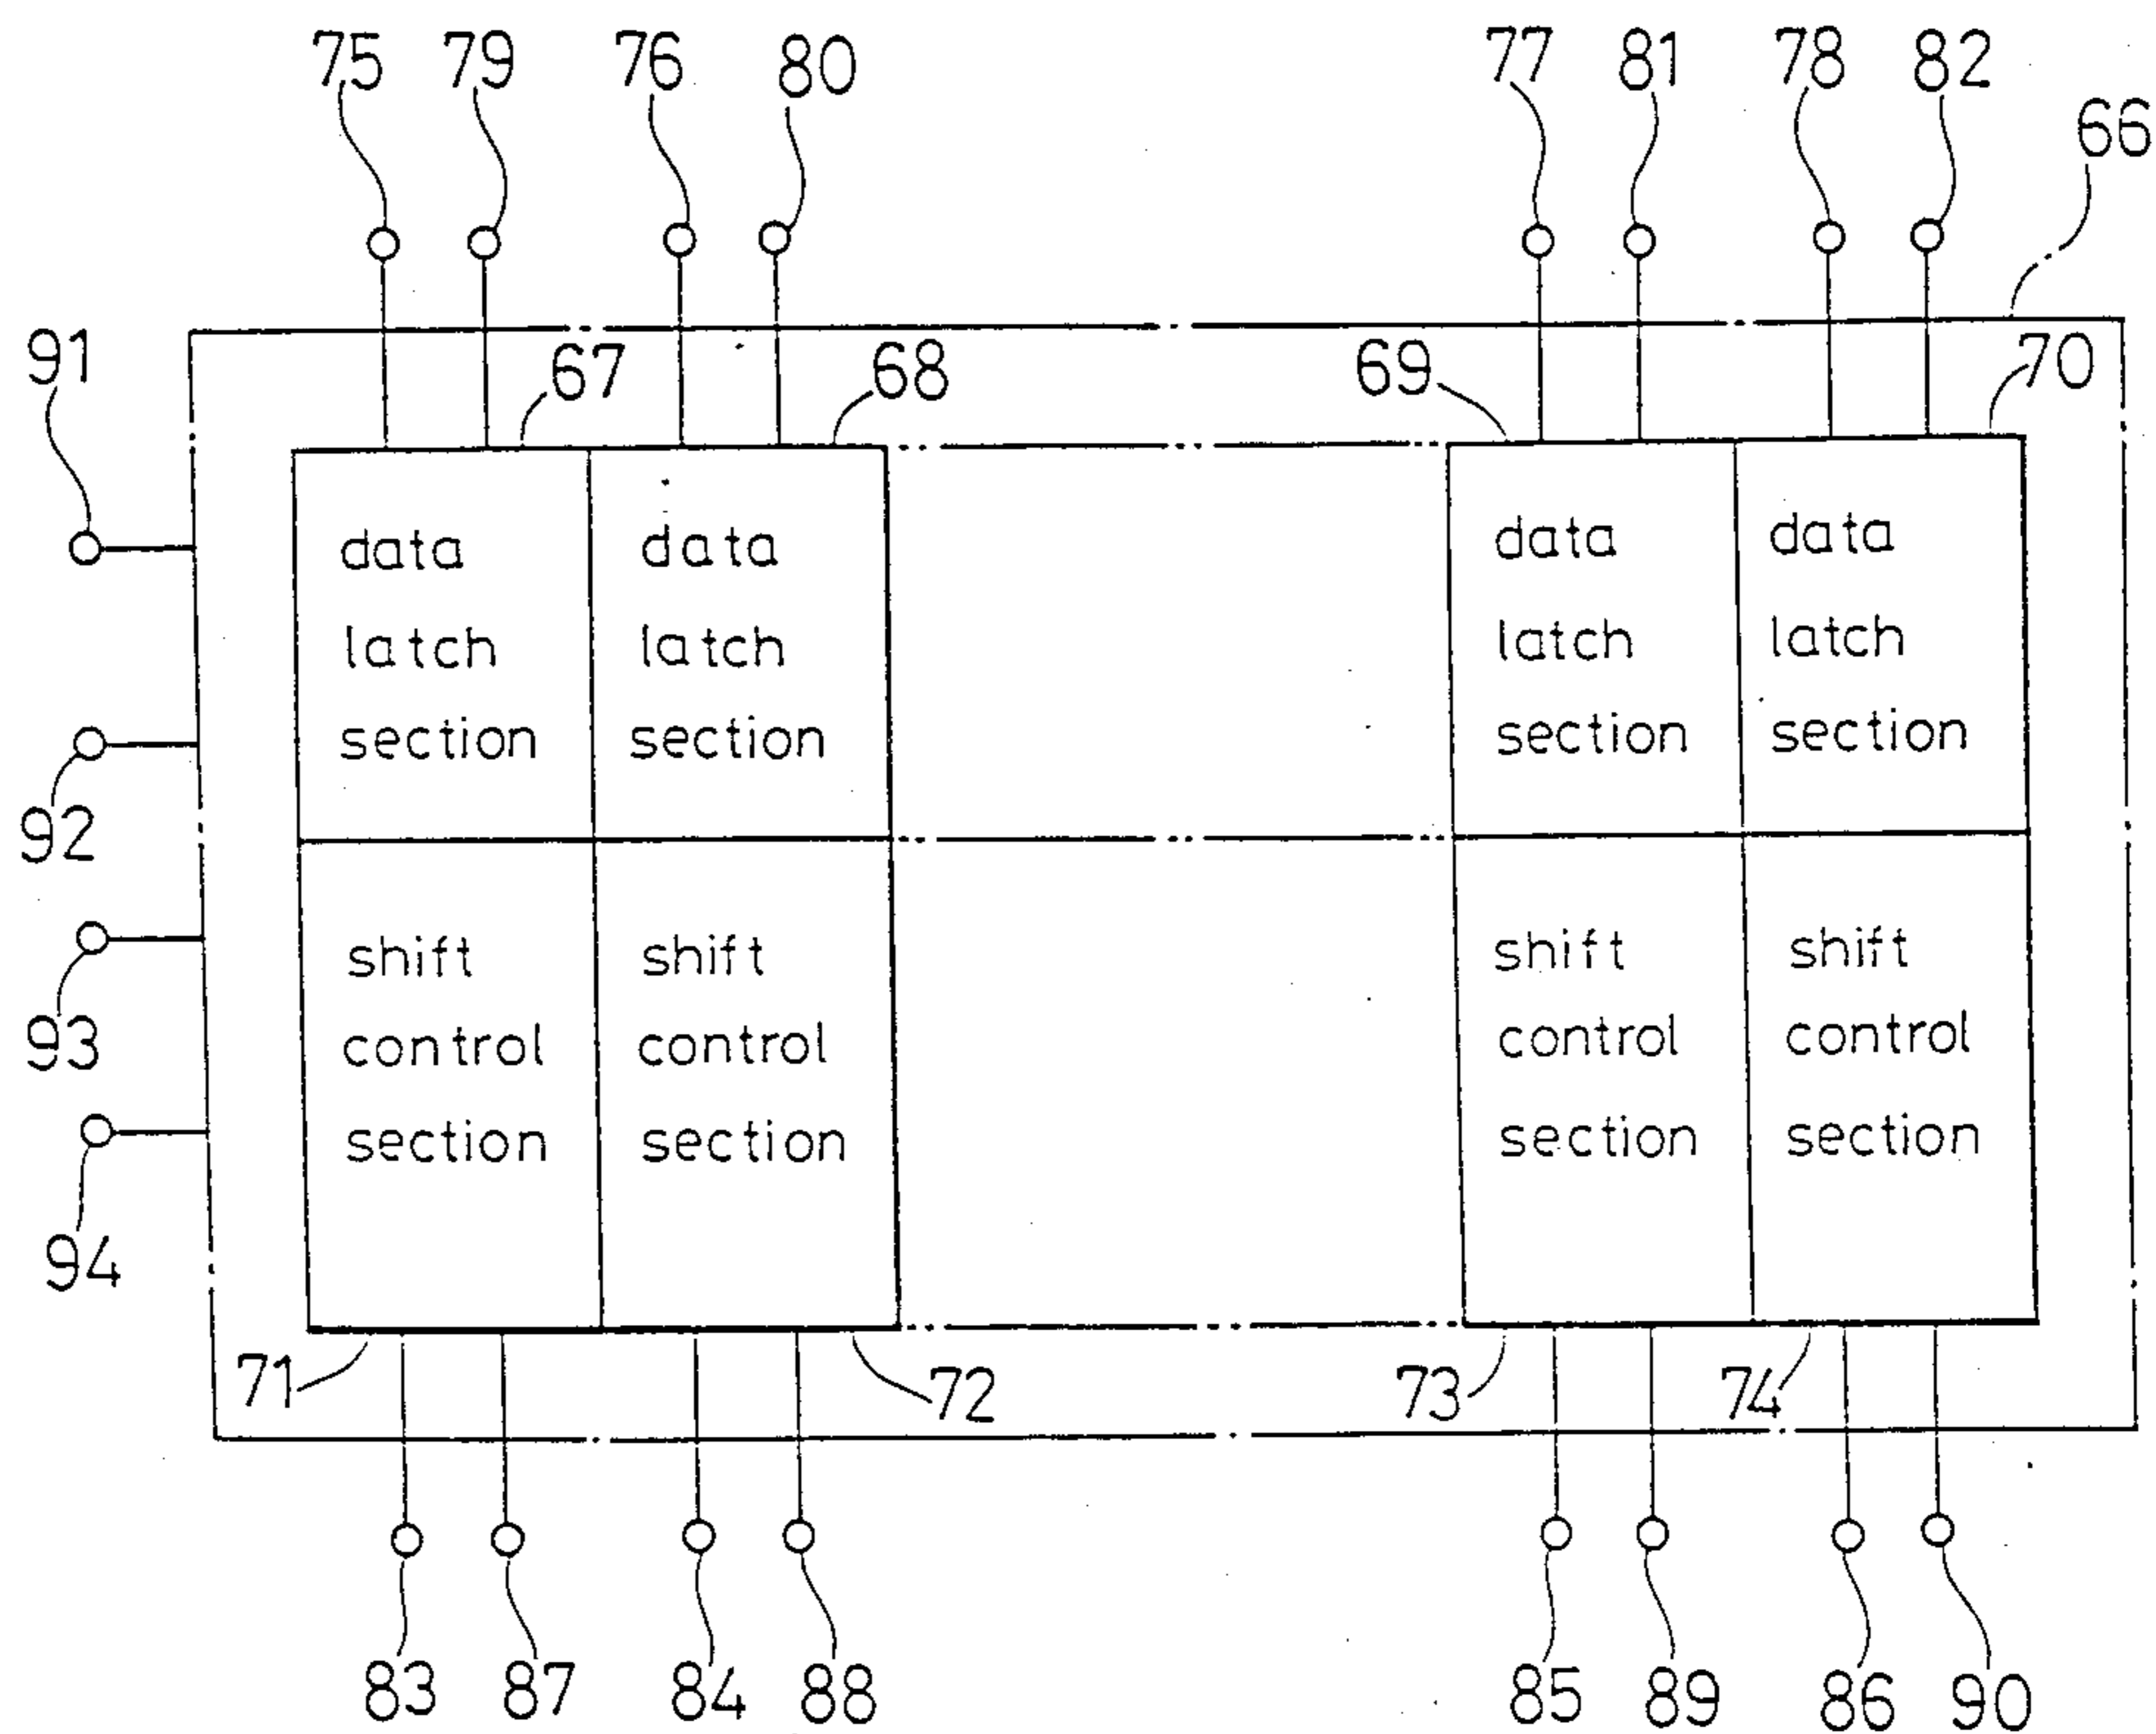 75 79 76 80 77 81 78 82
66
91 67 68 69 70
data latch section
data latch section
data latch section
data latch section
92
93
94
shift control section
shift control section
shift control section
shift control section
71 72 73 74
83 87 84 88 85 89 86 90